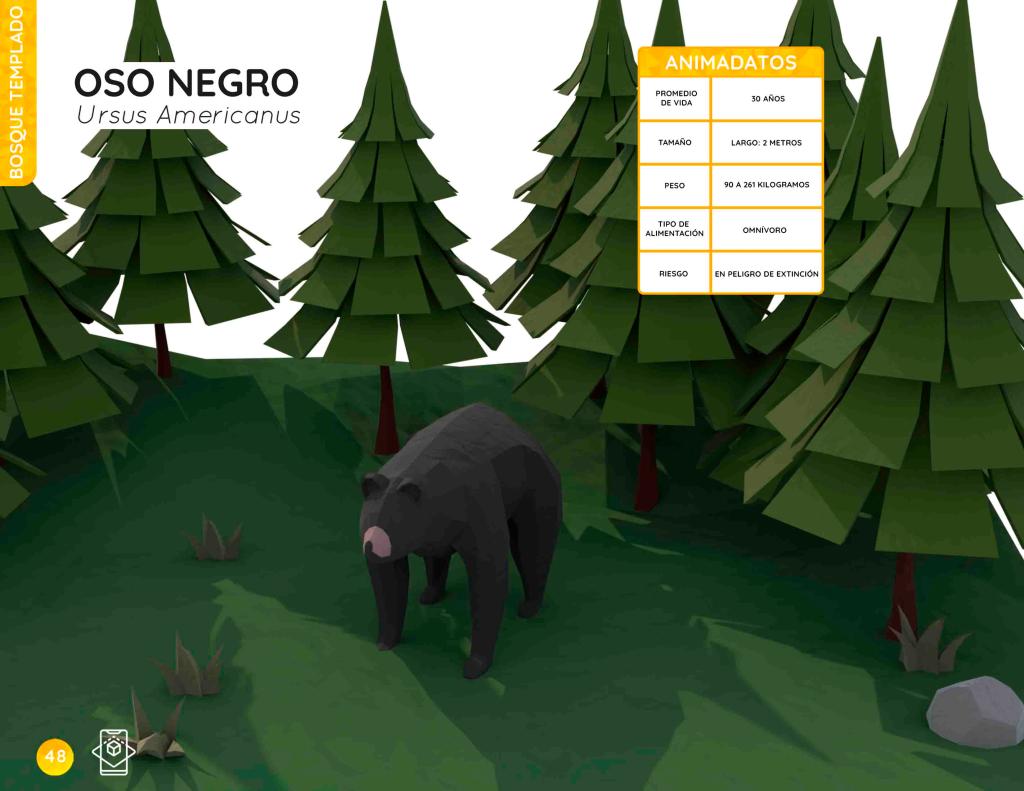 BOSQUE TEMPLADO
OSO NEGRO
Ursus Americanus
ANIMADATOS
PROMEDIO
DE VIDA
30 AÑOS
TAMAÑO
LARGO: 2 METROS
PESO
90 A 261 KILOGRAMOS
TIPO DE
ALIMENTACIÓN
OMNÍVORO
RIESGO
EN PELIGRO DE EXTINCIÓN
48